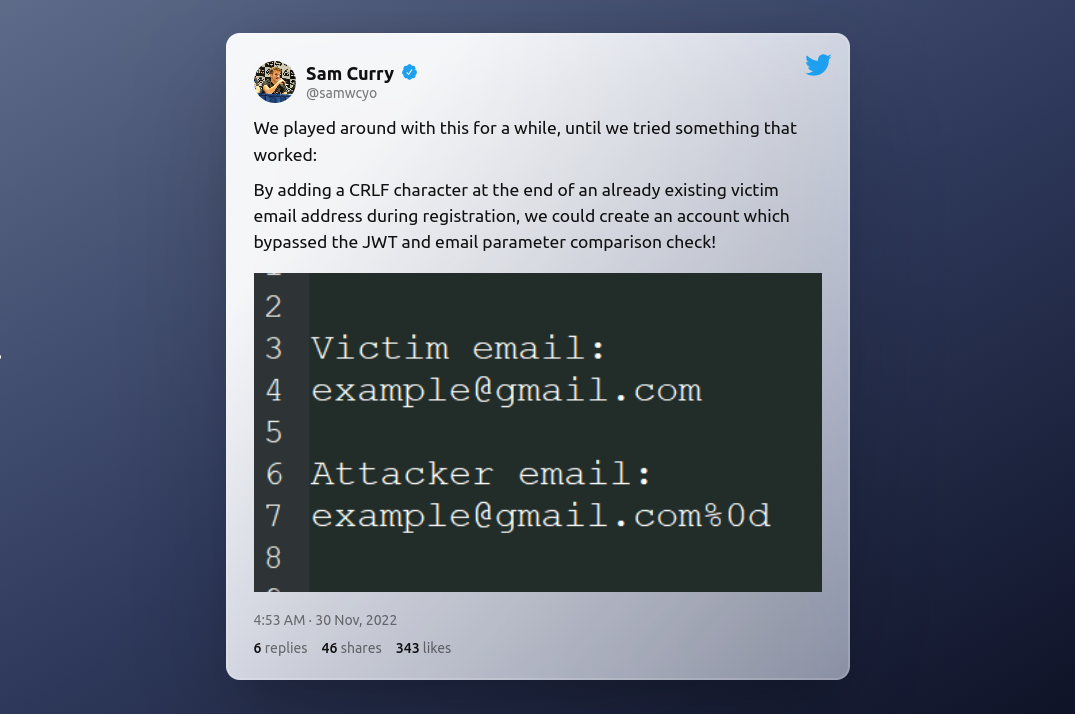 Sam Curry
@samwcyo
We played around with this for a while, until we tried something that
worked:
By adding a CRLF character at the end of an already existing victim
email address during registration, we could create an account which
bypassed the JWT and email parameter comparison check!
2
3 Victim email:
4 example@gmail.com
5
6 Attacker email:
7 example@gmail.com%0d
8
4:53 AM · 30 Nov, 2022
6 replies 46 shares 343 likes